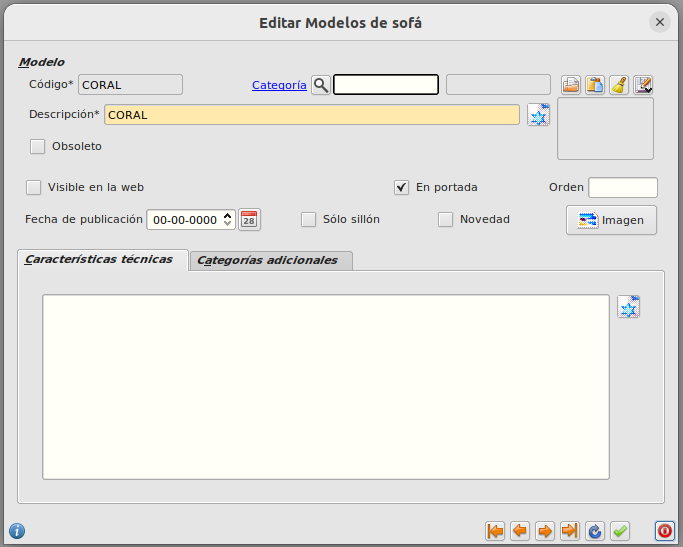 Editar Modelos de sofá
Modelo
Código* CORAL Categoría
Descripción* CORAL
Obsoleto
Visible en la web En portada Orden
Fecha de publicación 00-00-0000 28 Sólo sillón Novedad Imagen
Características técnicas Categorías adicionales